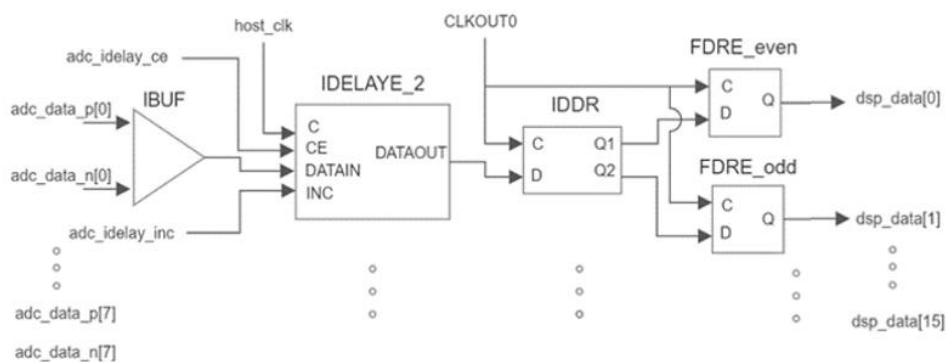 host_clk
CLKOUT0
adc_idelay_ce
FDRE_even
IBUF
IDELAYE_2
IDDR
adc_data_p[0]
C
D
Q
dsp_data[0]
C
CE
DATAIN
INC
DATAOUT
C
D
Q1
Q2
adc_data_n[0]
FDRE_odd
C
D
Q
dsp_data[1]
adc_idelay_inc
adc_data_p[7]
dsp_data[15]
adc_data_n[7]